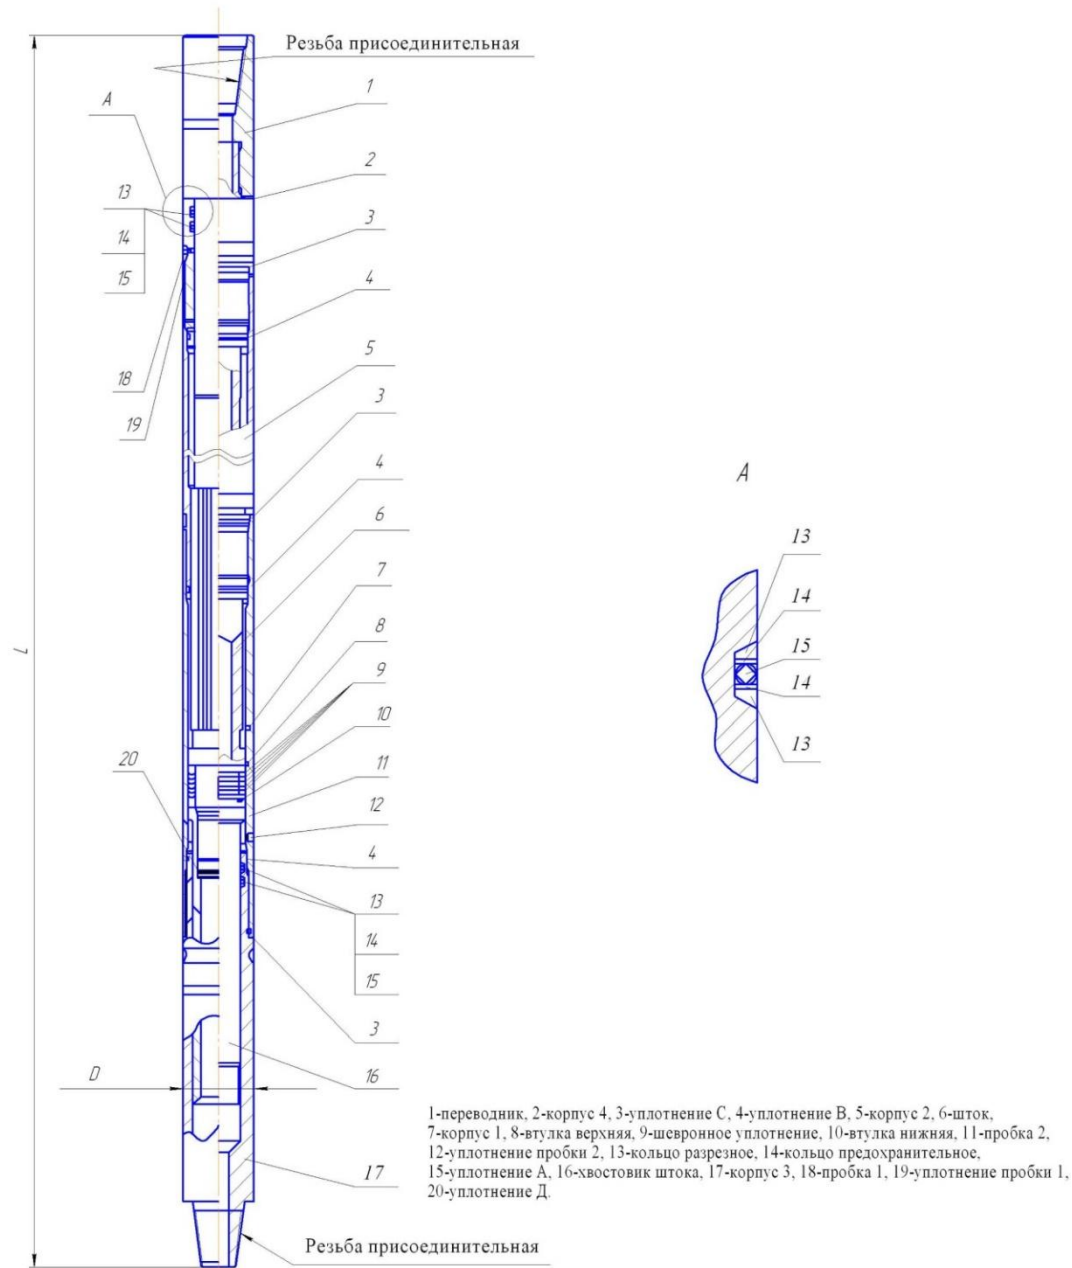 Резьба присоединительная
1
А
2
13
3
14
4
15
5
18
3
19
4
А
6
13
7
14
8
15
L
9
14
10
20
13
11
12
4
13
14
15
3
D
16
1-переводник, 2-корпус 4, 3-уплотнение С, 4-уплотнение В, 5-корпус 2, 6-шток,
7-корпус 1, 8-втулка верхняя, 9-шевронное уплотнение, 10-втулка нижняя, 11-пробка 2,
12-уплотнение пробки 2, 13-кольцо разрезное, 14-кольцо предохранительное,
15-уплотнение А, 16-хвостовик штока, 17-корпус 3, 18-пробка 1, 19-уплотнение пробки 1,
20-уплотнение Д.
17
Резьба присоединительная